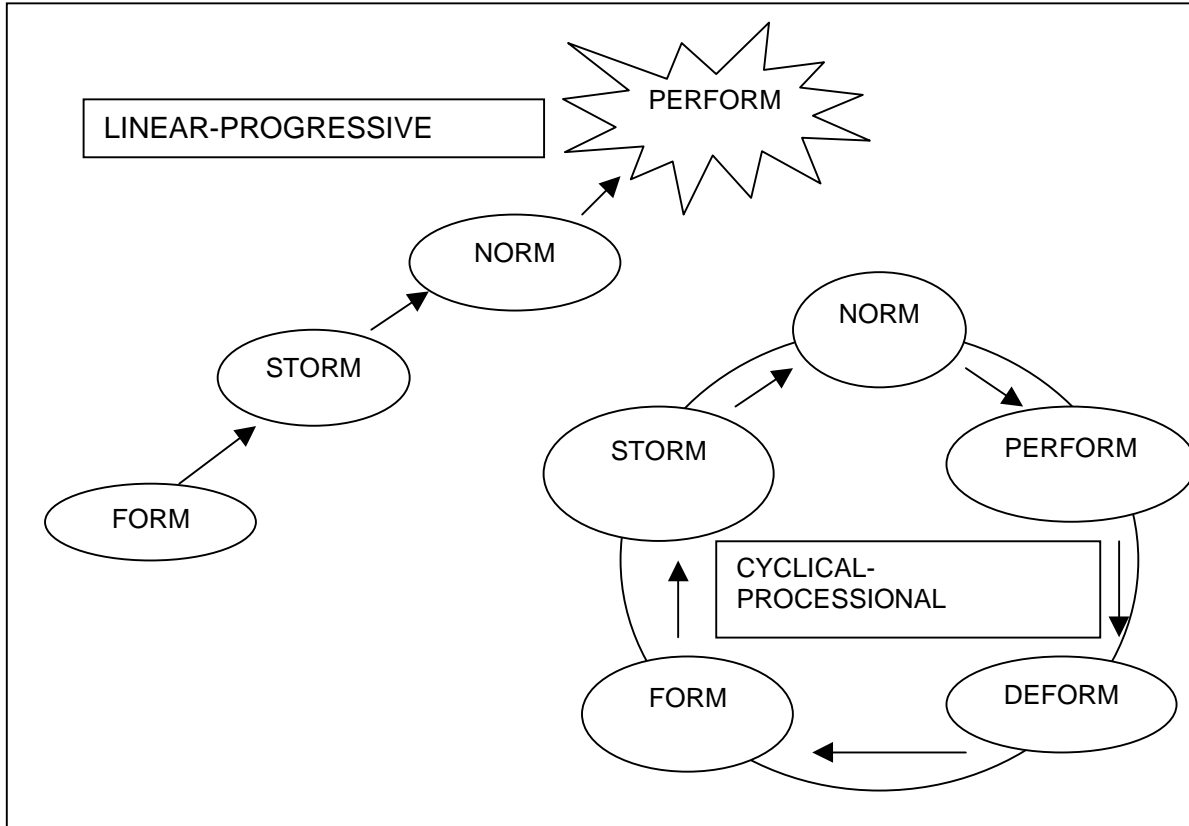 PERFORM
LINEAR-PROGRESSIVE
NORM
STORM
FORM
NORM
STORM
PERFORM
CYCLICAL-
PROCESSIONAL
FORM
DEFORM